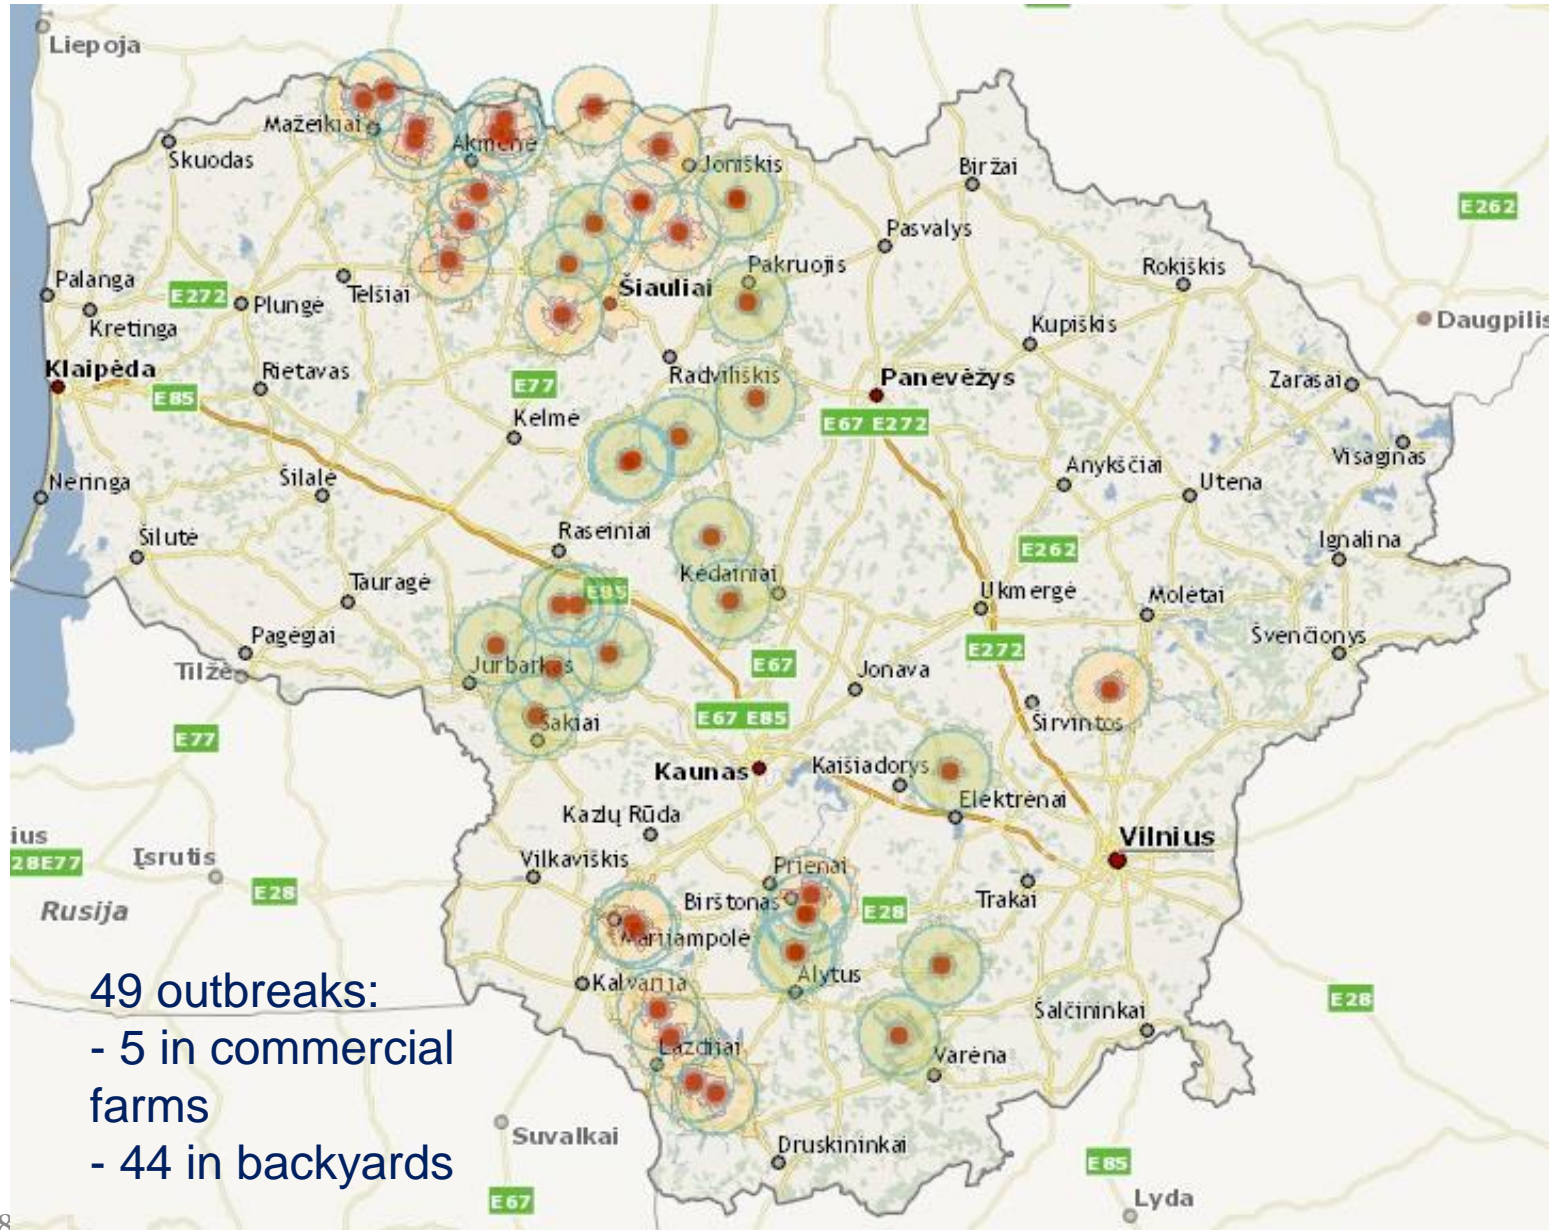 Liepoja
Mažeikiai
Akmenė
Skuodas
Joniškis
Biržai
E262
Pasvalys
Pakruojis
Rokiškis
Palanga
E272
Telšiai
Šiauliai
Plungė
Kretinga
Kupiškis
Daugpilis
Klaipėda
Rietavas
Radviliškis
Panevėžys
Zarasai
E77
E85
Kelmė
E67 E272
Visaginas
Anykščiai
Neringa
Šilalė
Utena
Šilutė
Raseiniai
E262
Ignalina
Kėdainiai
Tauragė
E85
Ukmergė
Molėtai
Pagėgiai
Švenčionys
Tilžė
Jurbarkas
E67
E272
Jonava
Šakiai
E67 E85
Širvintos
E77
Kaunas
Kaišiadorys
Elektrėnai
Kazlų Rūda
Vilnius
ius
28E77
Įsrutis
Vilkaviškis
Prienai
E28
Birštonas
E28
Trakai
Rusija
Marijampolė
Kalvarija
Alytus
49 outbreaks:
- 5 in commercial
farms
- 44 in backyards
E28
Šalčininkai
Lazdijai
Varėna
Suvalkai
Druskininkai
E85
E67
Lyda
8